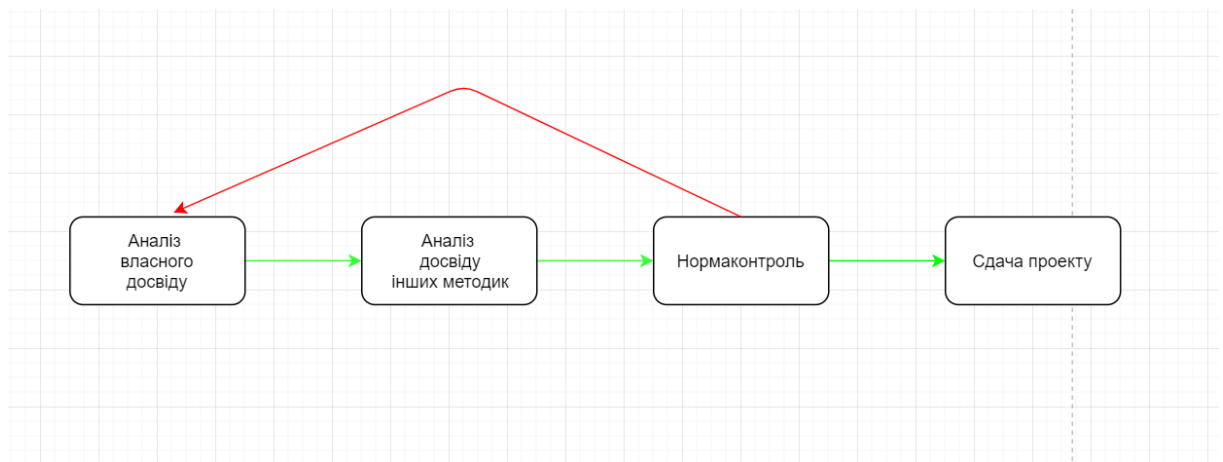 Аналіз
власного
досвіду
Аналіз
досвіду
інших методик
Нормаконтроль
Сдача проекту